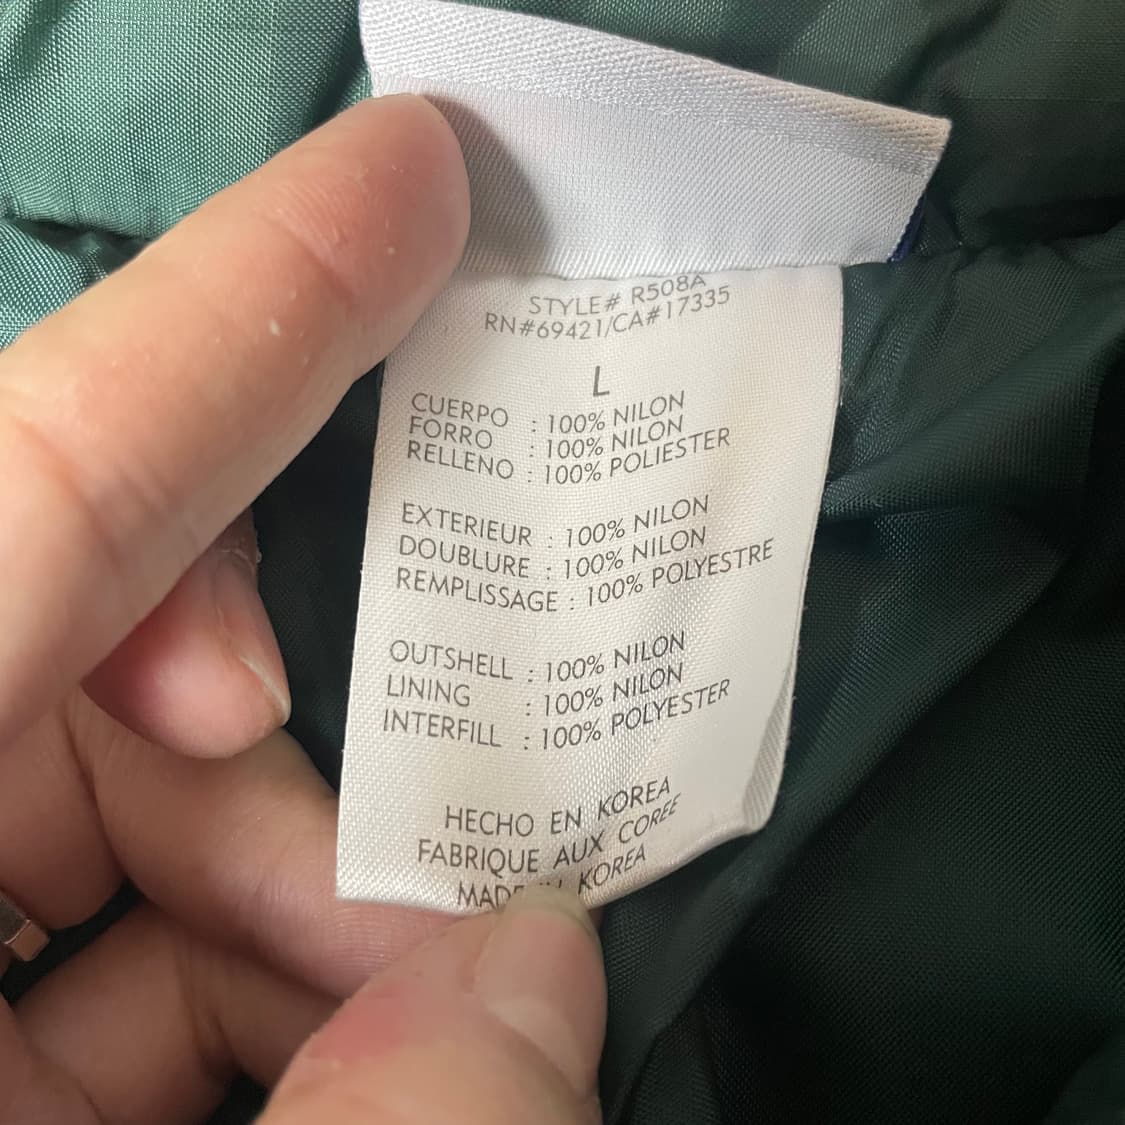 STYLE# R508A
RN#69421/CA#17335
L
CUERPO : 100% NILON
FORRO : 100% NILON
RELLENO : 100% POLIESTER
EXTERIEUR : 100% NILON
DOUBLURE : 100% NILON
REMPLISSAGE : 100% POLYESTRE
OUTSHELL : 100% NILON
LINING : 100% NILON
INTERFILL : 100% POLYESTER
HECHO EN KOREA
FABRIQUE AUX CORÉE
MADE KOREA